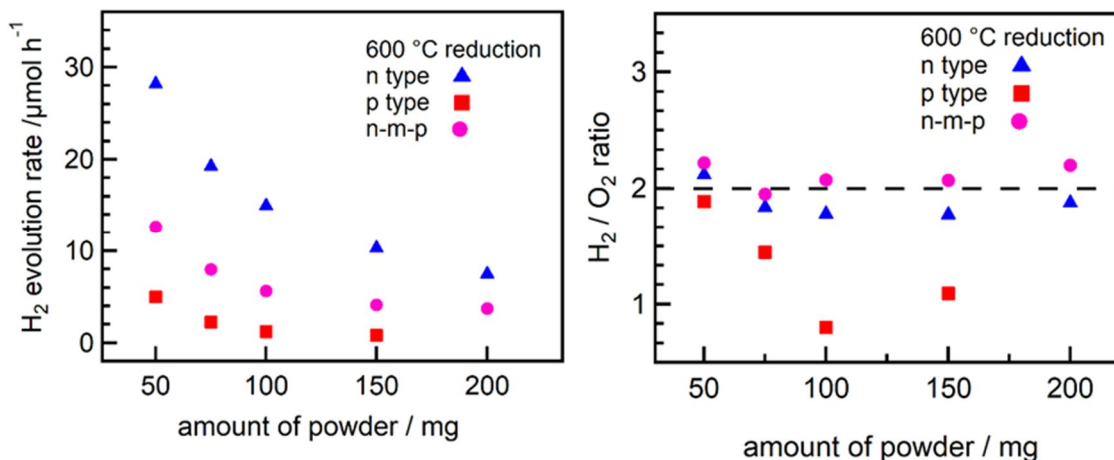 H₂ evolution rate /μmol h⁻¹
30
20
10
0
600 °C reduction
n type
p type
n-m-p
50 100 150 200
amount of powder / mg
H₂ / O₂ ratio
3
2
1
600 °C reduction
n type
p type
n-m-p
50 100 150 200
amount of powder / mg